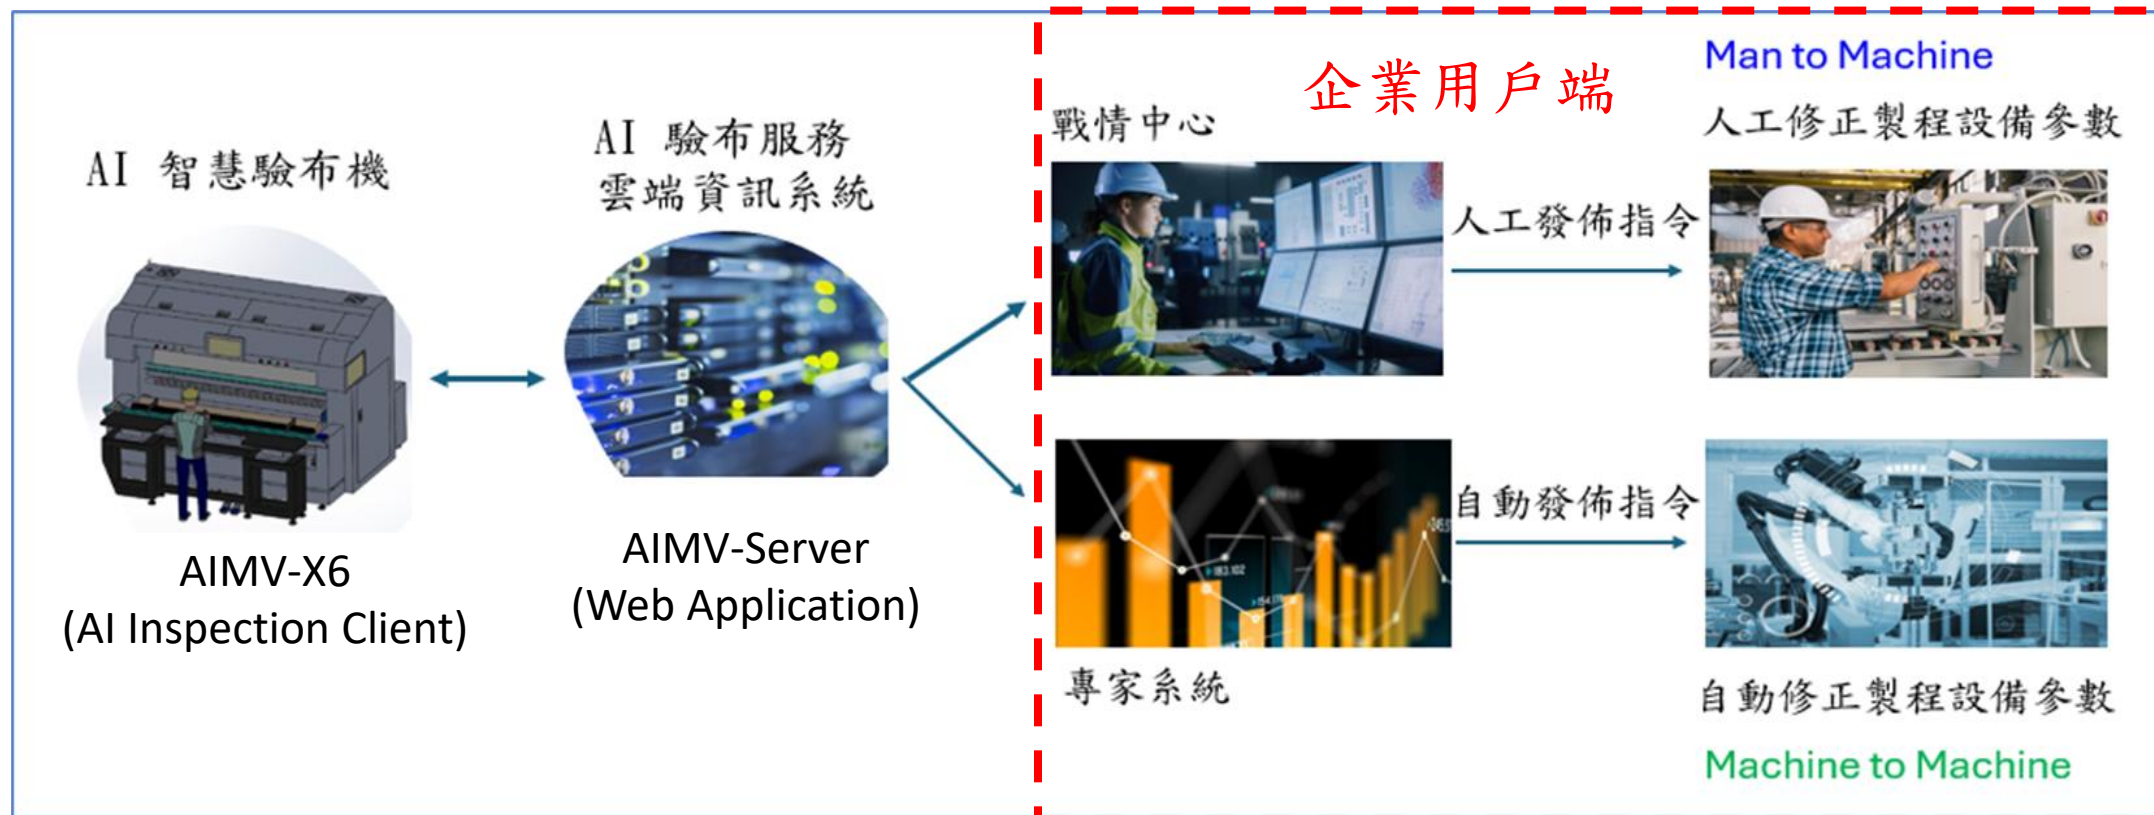 AI 智慧驗布機
AIMV-X6
(AI Inspection Client)
AI 驗布服務
雲端資訊系統
AIMV-Server
(Web Application)
企業用戶端
戰情中心
人工發佈指令
Man to Machine
人工修正製程設備參數
專家系統
自動發佈指令
自動修正製程設備參數
Machine to Machine
183.102